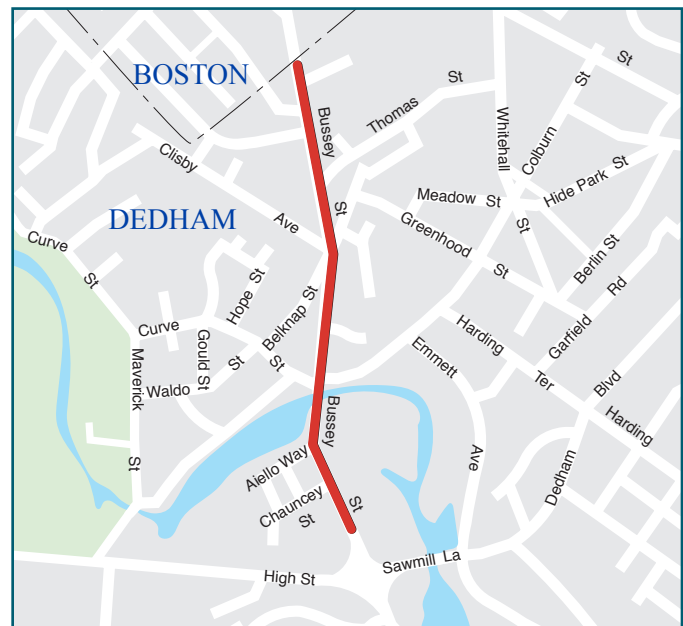 BOSTON
DEDHAM
Bussey
St
Thomas
St
Whitehall
St
Colburn
St
St
Hide Park St
Meadow St
Greenhood
St
Berlin St
Garfield
Rd
Clisby
Ave
Curve
St
Curve
St
Hope St
Belknap St
Gould St
Waldo
St
Maverick
St
Harding
Ter
Harding
Emmett
Ave
Dedham
Blvd
Bussey
St
Aiello Way
Chauncey
St
High St
Sawmill La